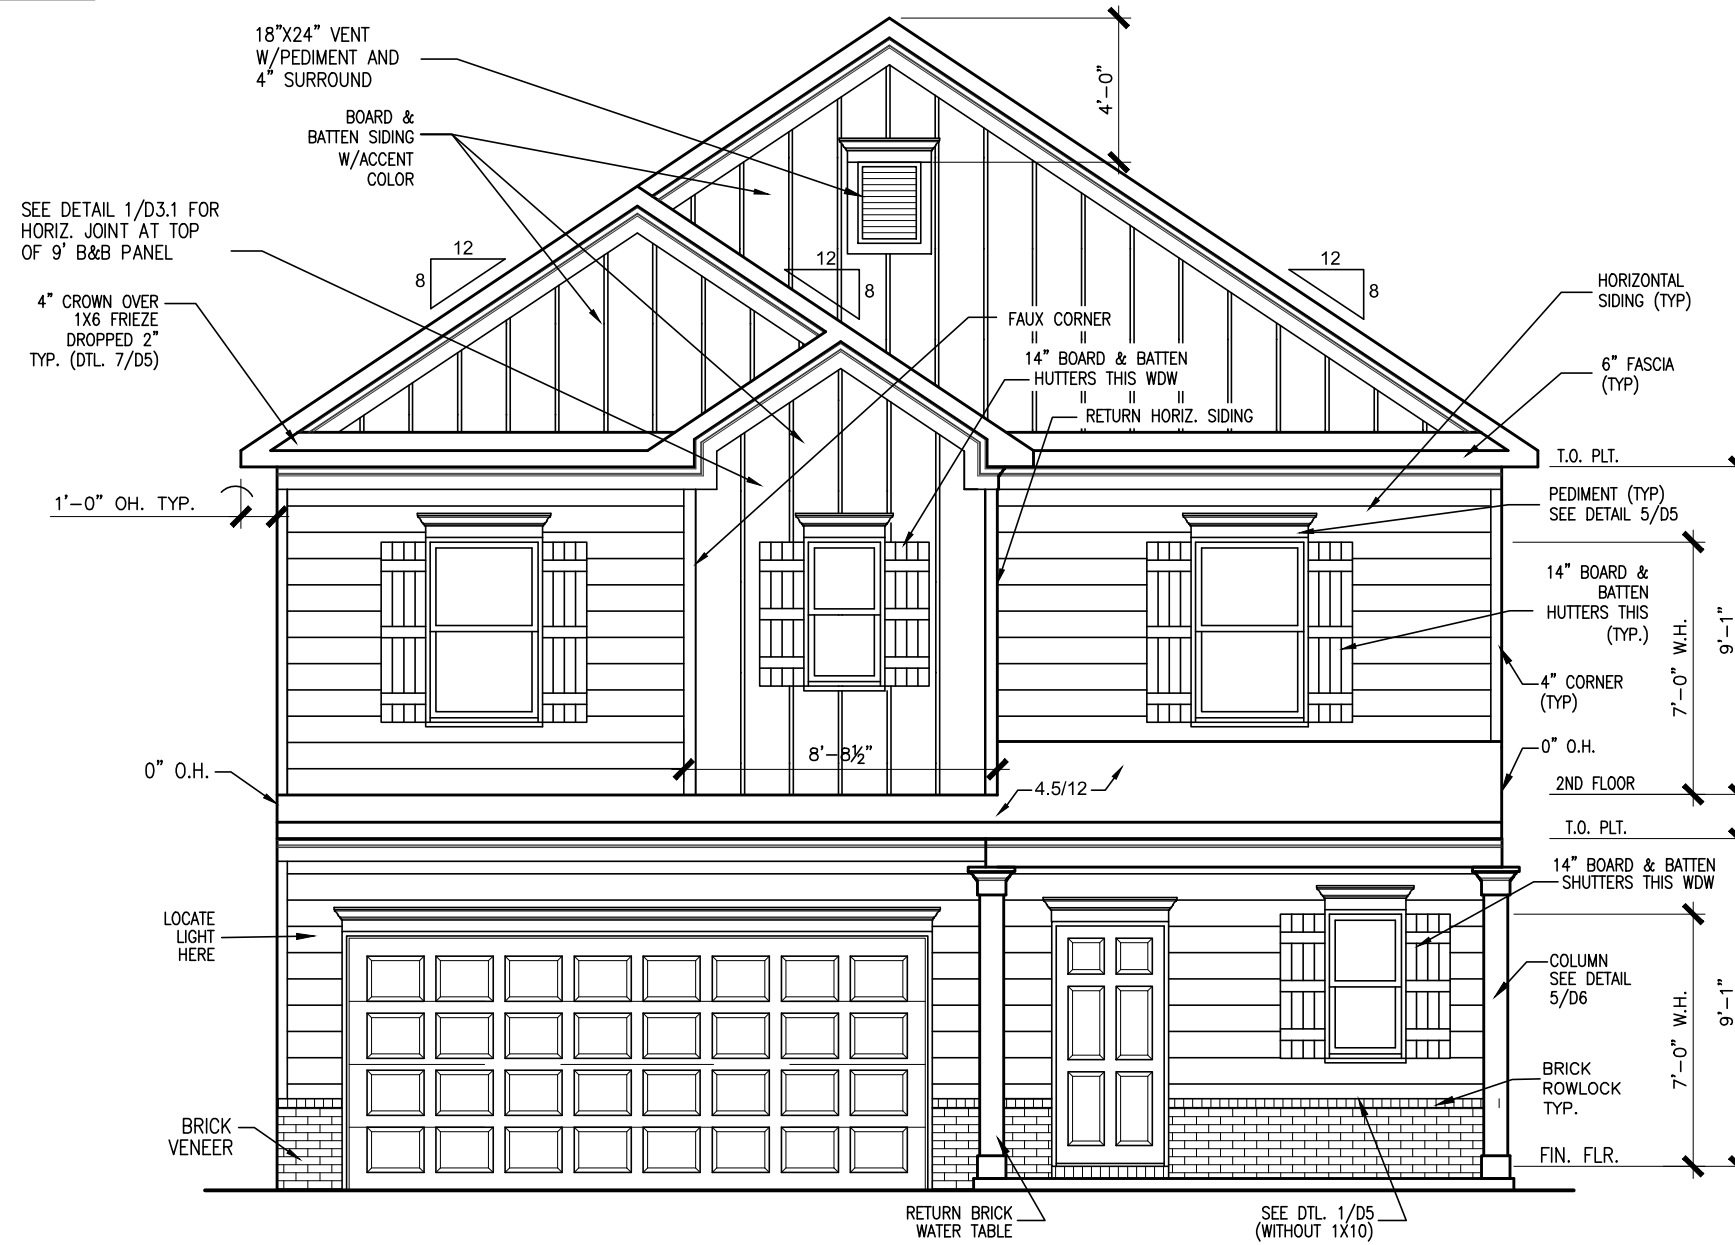 18"X24" VENT
W/PEDIMENT AND
4" SURROUND
4'-0"
BOARD &
BATTEN SIDING
W/ACCENT
COLOR
SEE DETAIL 1/D3.1 FOR
HORIZ. JOINT AT TOP
OF 9' B&B PANEL
12
8
12
8
12
8
4" CROWN OVER
1X6 FRIEZE
DROPPED 2"
TYP. (DTL. 7/D5)
FAUX CORNER
14" BOARD & BATTEN
HUTTERS THIS WDW
RETURN HORIZ. SIDING
HORIZONTAL
SIDING (TYP)
6" FASCIA
(TYP)
T.O. PLT.
1'-0" OH. TYP.
PEDIMENT (TYP)
SEE DETAIL 5/D5
14" BOARD &
BATTEN
HUTTERS THIS
(TYP.)
7'-0" W.H.
9'-1"
4" CORNER
(TYP)
0" O.H.
8'-8½"
4.5/12
0" O.H.
2ND FLOOR
T.O. PLT.
14" BOARD & BATTEN
SHUTTERS THIS WDW
LOCATE
LIGHT
HERE
COLUMN
SEE DETAIL
5/D6
7'-0" W.H.
9'-1"
BRICK
ROWLOCK
TYP.
BRICK
VENEER
FIN. FLR.
RETURN BRICK
WATER TABLE
SEE DTL. 1/D5
(WITHOUT 1X10)